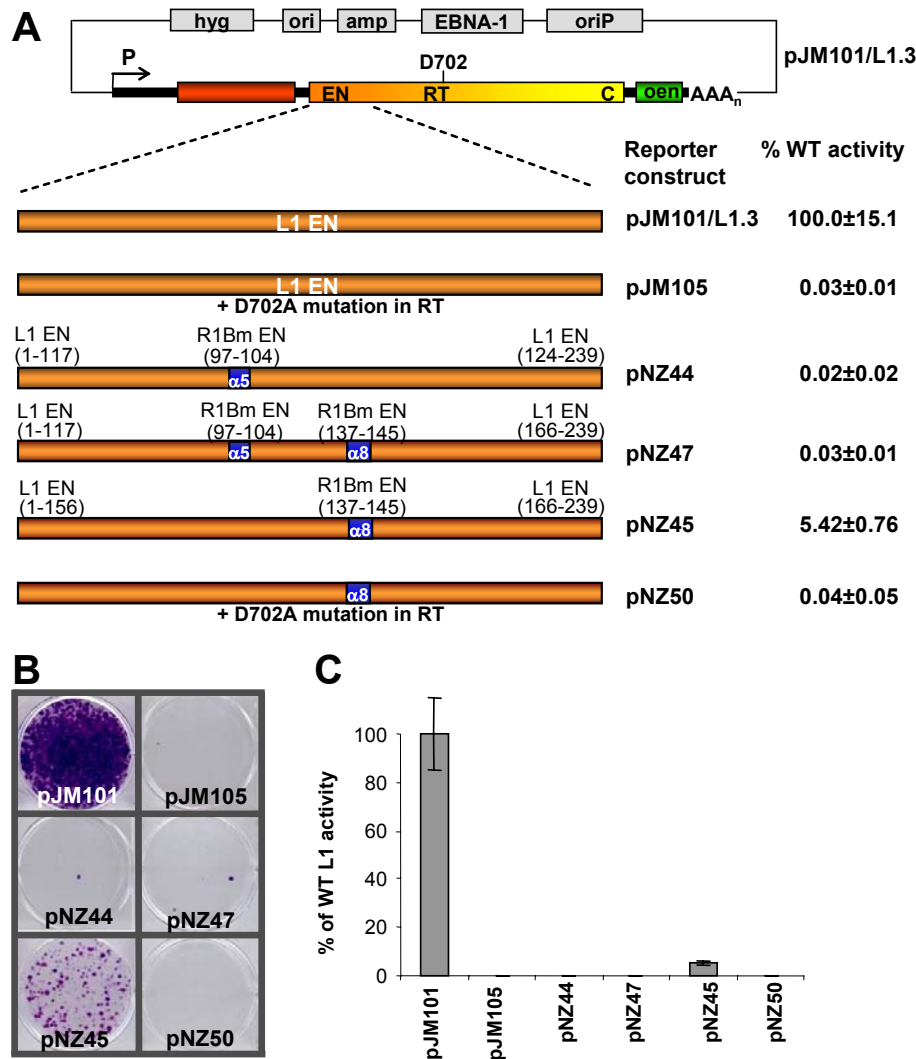 A
hyg ori amp EBNA-1 oriP
pJM101/L1.3
P
D702
EN RT C oen AAAn
Reporter construct % WT activity
L1 EN pJM101/L1.3 100.0±15.1
L1 EN pJM105 0.03±0.01
+ D702A mutation in RT
L1 EN R1Bm EN L1 EN
(1-117) (97-104) (124-239)
α5 pNZ44 0.02±0.02
L1 EN R1Bm EN R1Bm EN L1 EN
(1-117) (97-104) (137-145) (166-239)
α5 α8 pNZ47 0.03±0.01
L1 EN R1Bm EN L1 EN
(1-156) (137-145) (166-239)
α8 pNZ45 5.42±0.76
α8 pNZ50 0.04±0.05
+ D702A mutation in RT
B
pJM101 pJM105
pNZ44 pNZ47
pNZ45 pNZ50
C
% of WT L1 activity
100
80
60
40
20
0
pJM101 pJM105 pNZ44 pNZ47 pNZ45 pNZ50